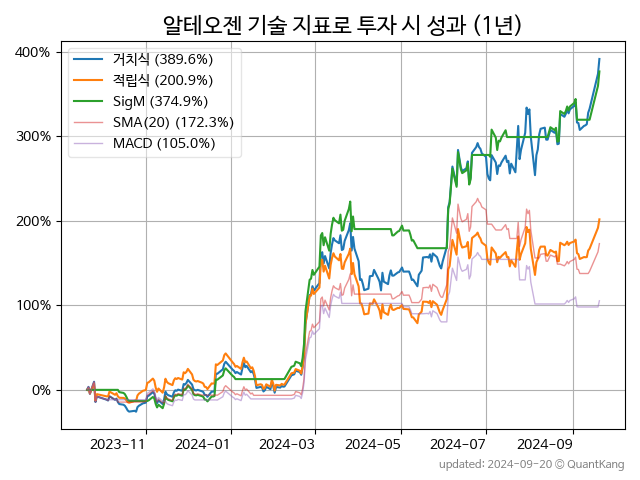 알테오젠 기술 지표로 투자 시 성과 (1년)
400%
300%
200%
100%
0%
거치식 (389.6%)
적립식 (200.9%)
SigM (374.9%)
SMA(20) (172.3%)
MACD (105.0%)
2023-11
2024-01
2024-03
2024-05
2024-07
2024-09
updated: 2024-09-20 @ QuantKang